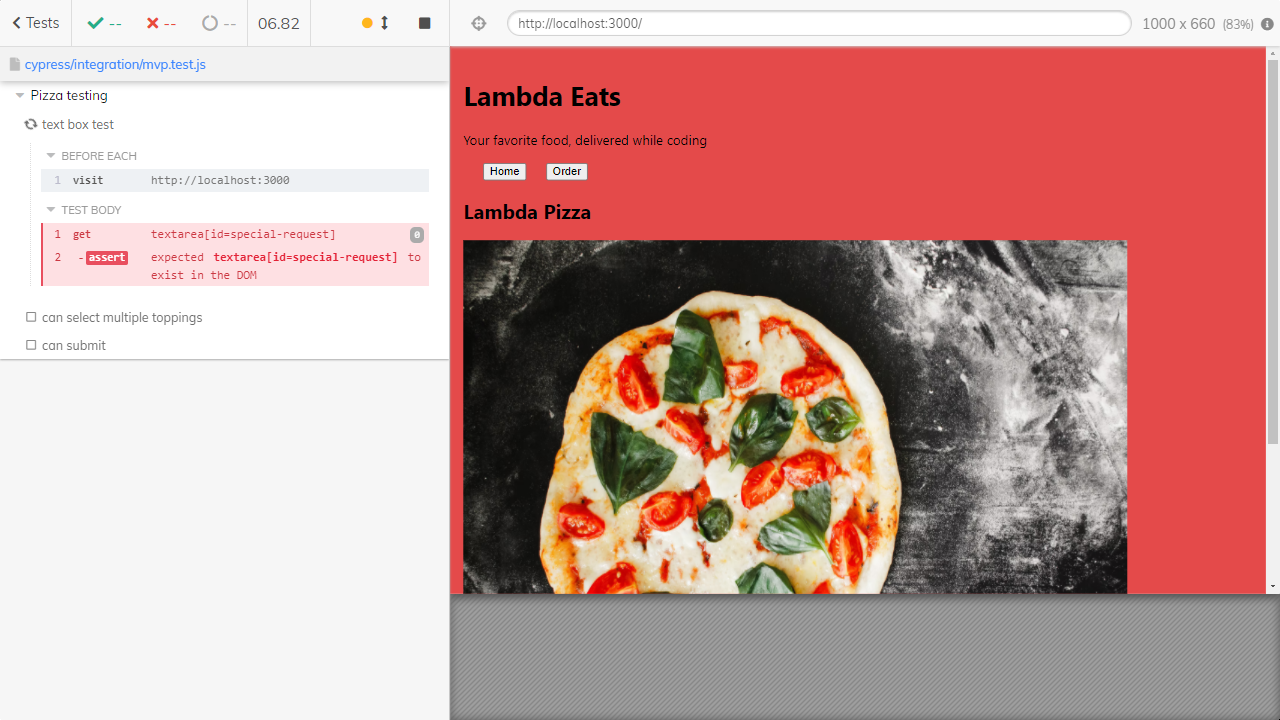 Tests
--
--
--
06.82
http://localhost:3000/
1000 x 660 (83%)
cypress/integration/mvp.test.js
Pizza testing
text box test
BEFORE EACH
1 visit http://localhost:3000
TEST BODY
1 get textarea[id=special-request] 0
2 -assert expected textarea[id=special-request] to
exist in the DOM
can select multiple toppings
can submit
Lambda Eats
Your favorite food, delivered while coding
Home
Order
Lambda Pizza